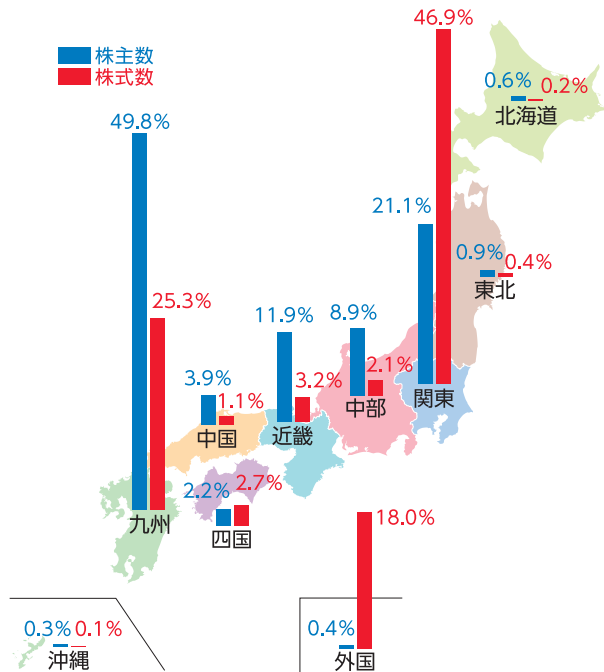 株主数
株式数
0.6%
0.2%
北海道
0.9%
0.4%
東北
21.1%
46.9%
関東
8.9%
2.1%
中部
11.9%
3.2%
近畿
3.9%
1.1%
中国
2.2%
2.7%
四国
49.8%
25.3%
九州
0.3%
0.1%
沖縄
0.4%
18.0%
外国